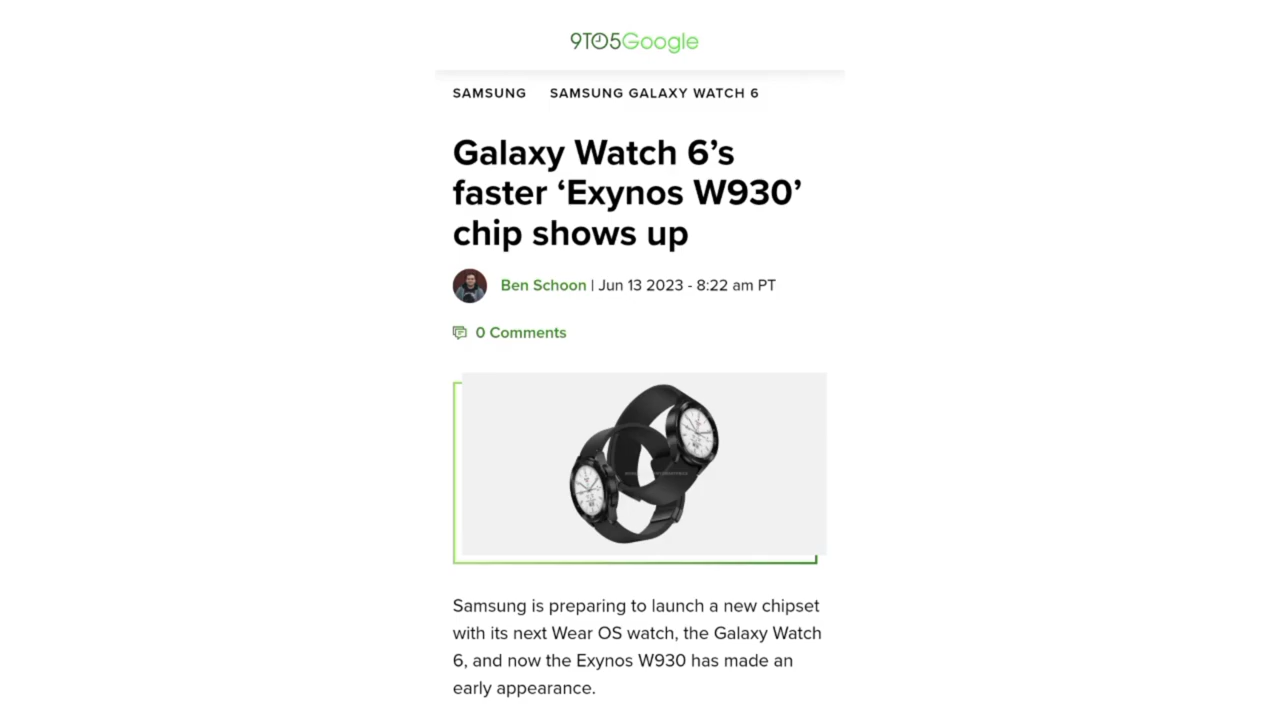 9TO5Google
SAMSUNG SAMSUNG GALAXY WATCH 6
Galaxy Watch 6’s
faster ‘Exynos W930’
chip shows up
Ben Schoon | Jun 13 2023 - 8:22 am PT
0 Comments
Samsung is preparing to launch a new chipset
with its next Wear OS watch, the Galaxy Watch
6, and now the Exynos W930 has made an
early appearance.